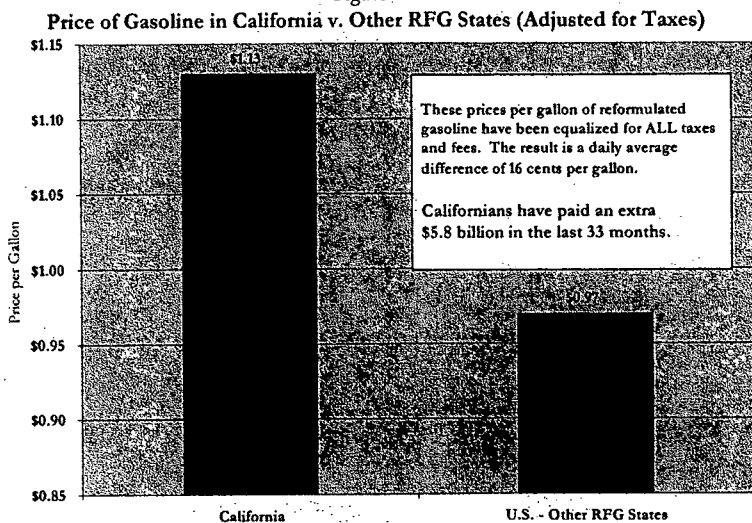 Price of Gasoline in California v. Other RFG States (Adjusted for Taxes)
$1.15
$1.13
$1.10
These prices per gallon of reformulated
gasoline have been equalized for ALL taxes
and fees. The result is a daily average
difference of 16 cents per gallon.
$1.05
Californians have paid an extra
$5.8 billion in the last 33 months.
$1.00
Price per Gallon
$0.97
$0.95
$0.90
$0.85
California
U.S. - Other RFG States